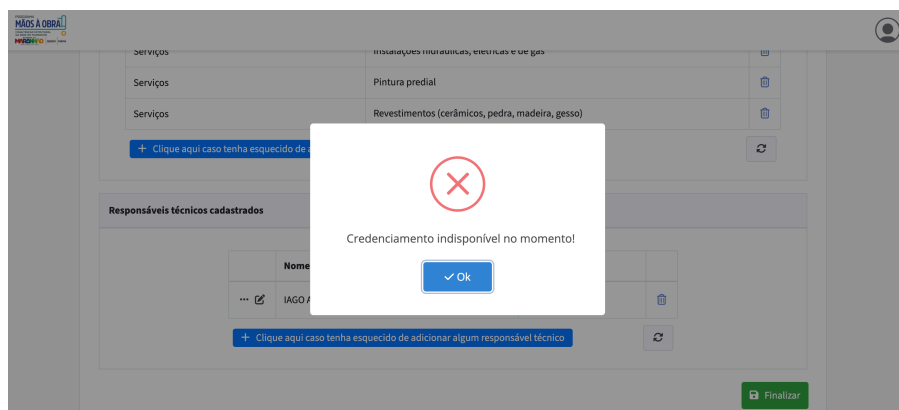 MÃOS À OBRA
Serviços
Instalações hidráulicas, elétricas e de gás
Serviços
Pintura predial
Serviços
Revestimentos (cerâmicos, pedra, madeira, gesso)
+ Clique aqui caso tenha esquecido de
Responsáveis técnicos cadastrados
Credenciamento indisponível no momento!
Ok
Nome
IAGO
+ Clique aqui caso tenha esquecido de adicionar algum responsável técnico
Finalizar